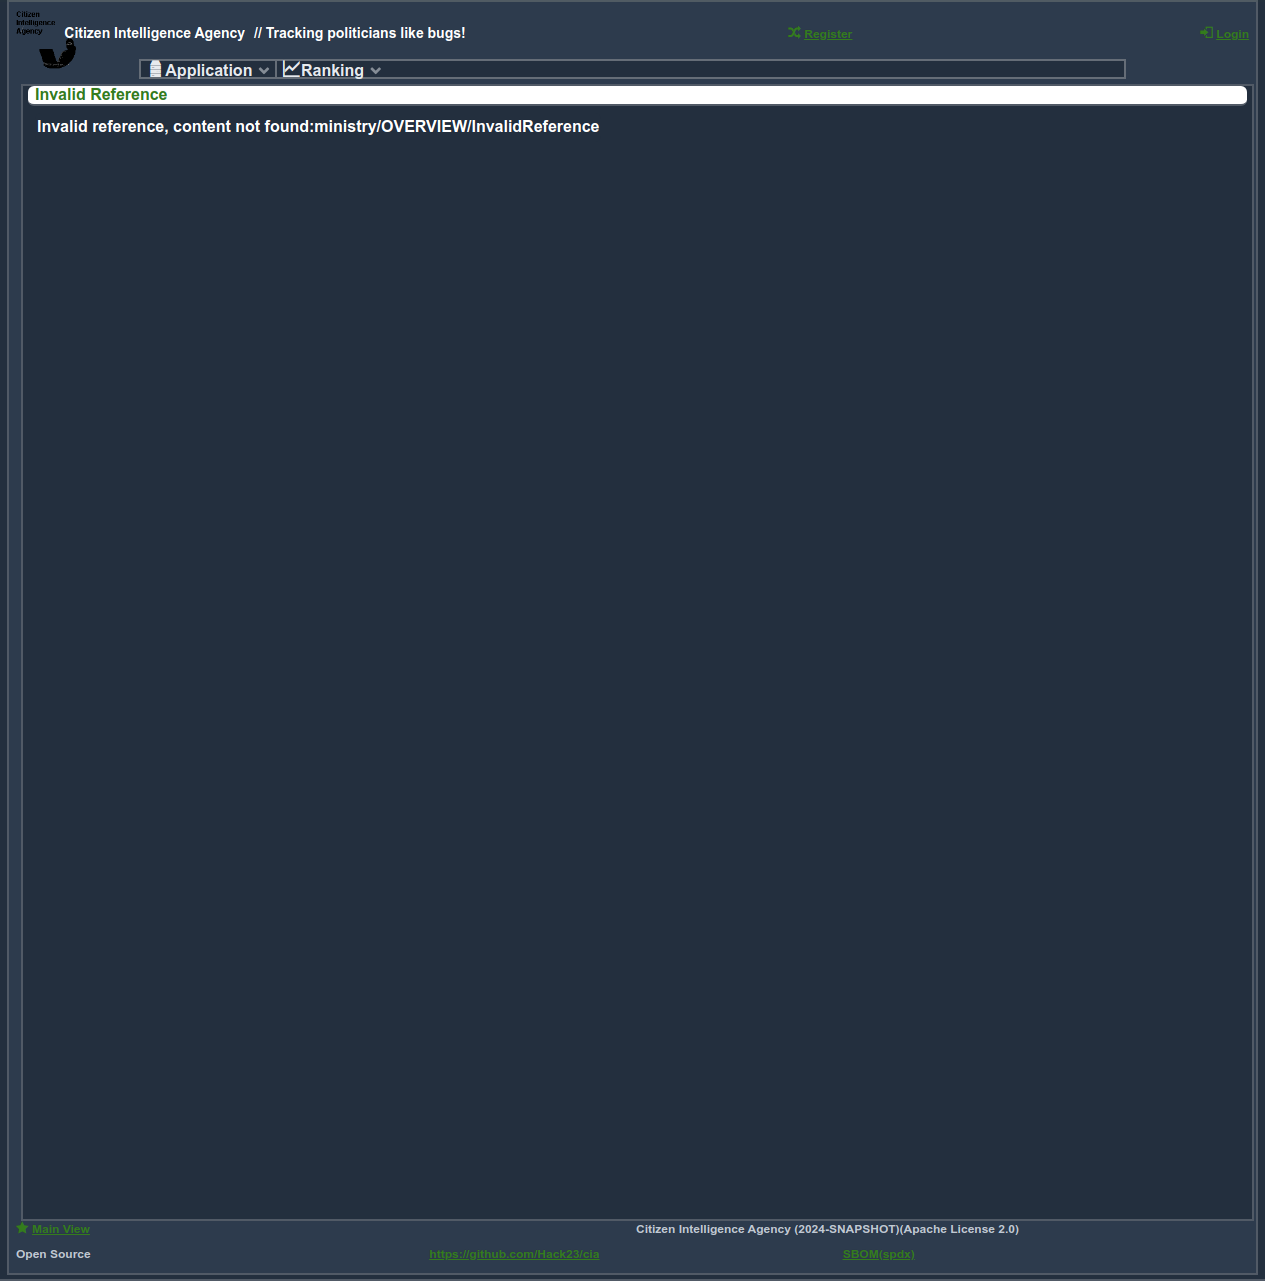 Citizen
Intelligence
Agency
Citizen Intelligence Agency // Tracking politicians like bugs!
Register
Login
Application
Ranking
Invalid Reference
Invalid reference, content not found:ministry/OVERVIEW/InvalidReference
Main View
Citizen Intelligence Agency (2024-SNAPSHOT)(Apache License 2.0)
Open Source
https://github.com/Hack23/cia
SBOM(spdx)